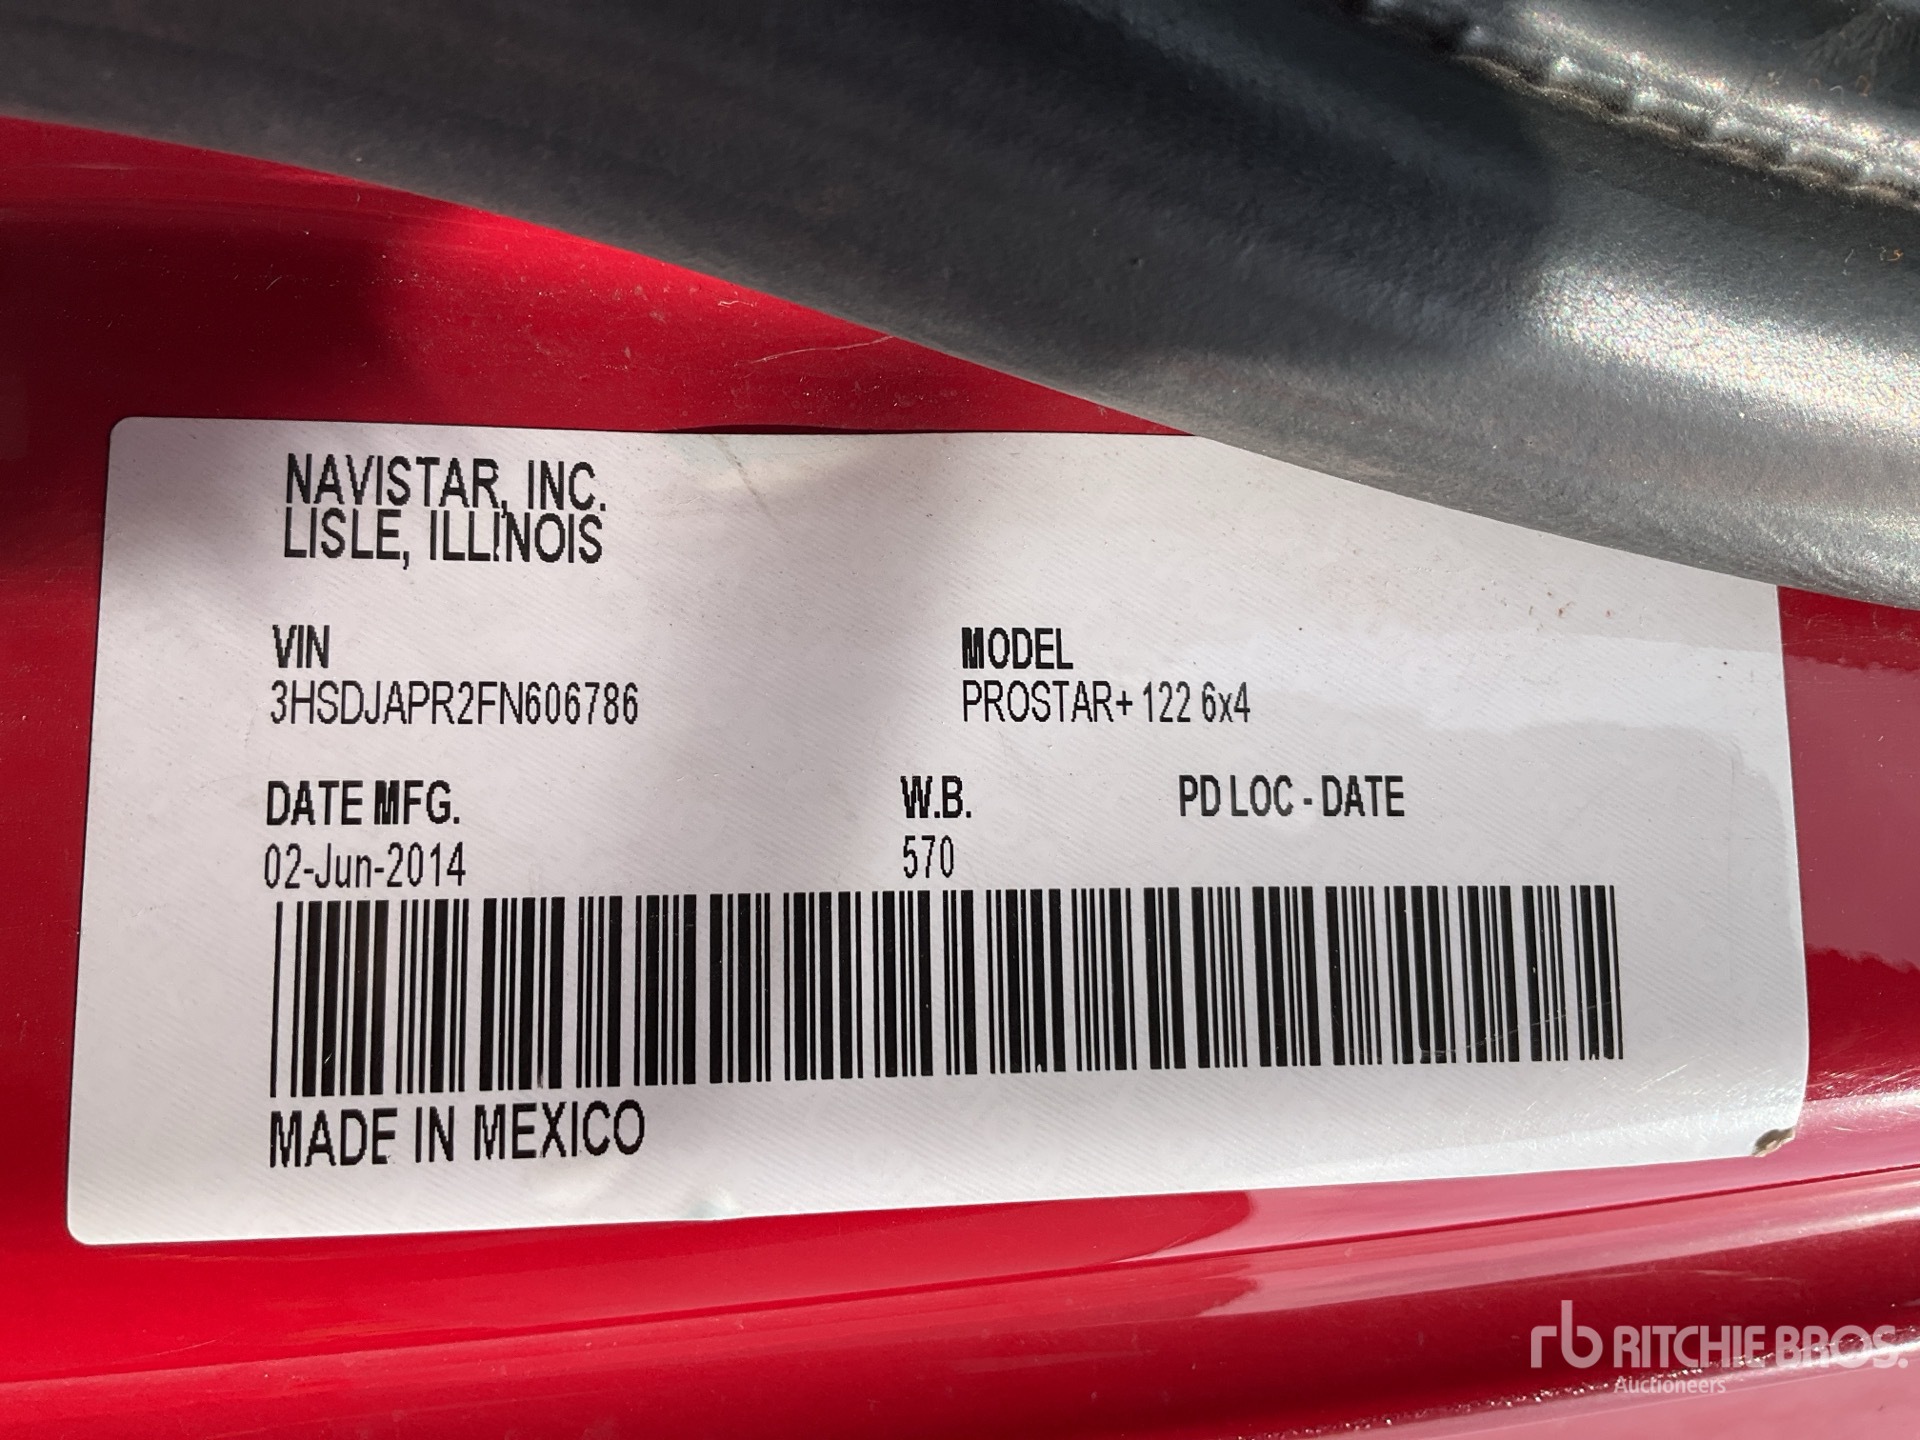 NAVISTAR, INC.
LISLE, ILLINOIS
VIN
3HSDJAPR2FN606786
MODEL
PROSTAR+ 122 6x4
DATE MFG.
02-Jun-2014
W.B.
570
PD LOC - DATE
MADE IN MEXICO
rb RITCHIE BROS.
Auctioneers